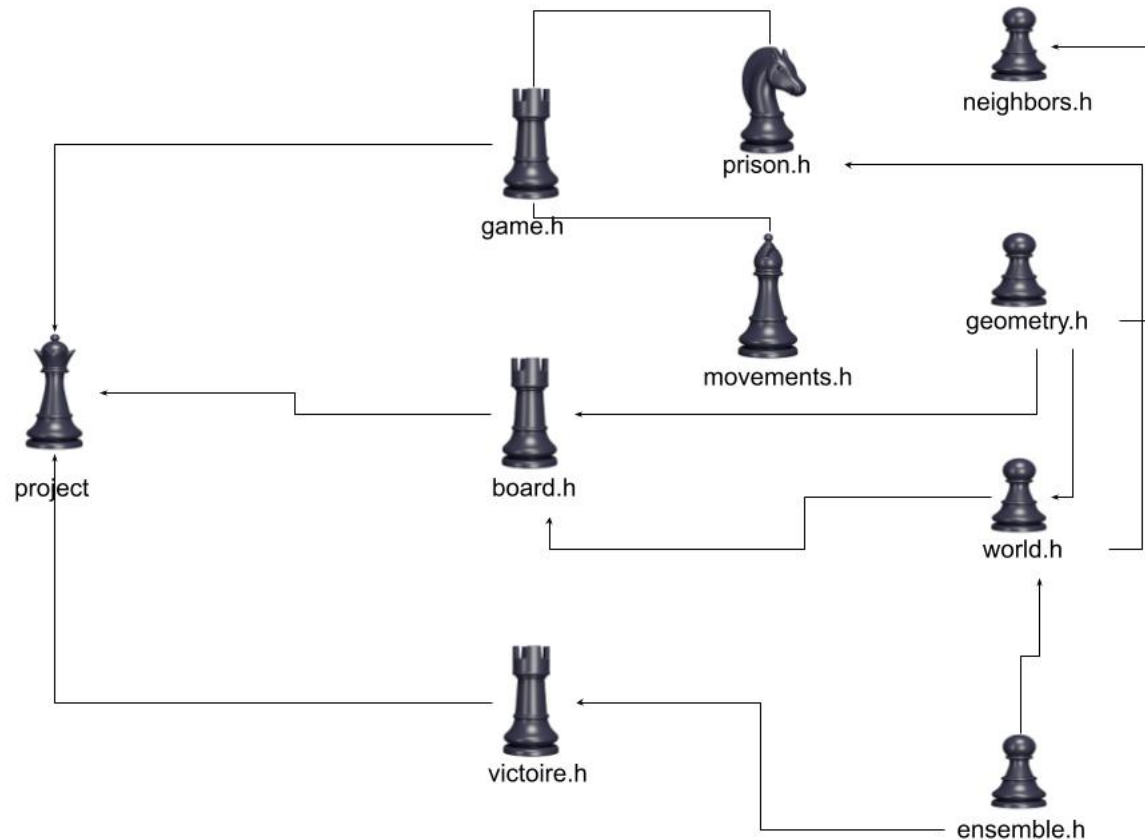 neighbors.h
prison.h
game.h
geometry.h
movements.h
project
board.h
world.h
victoire.h
ensemble.h